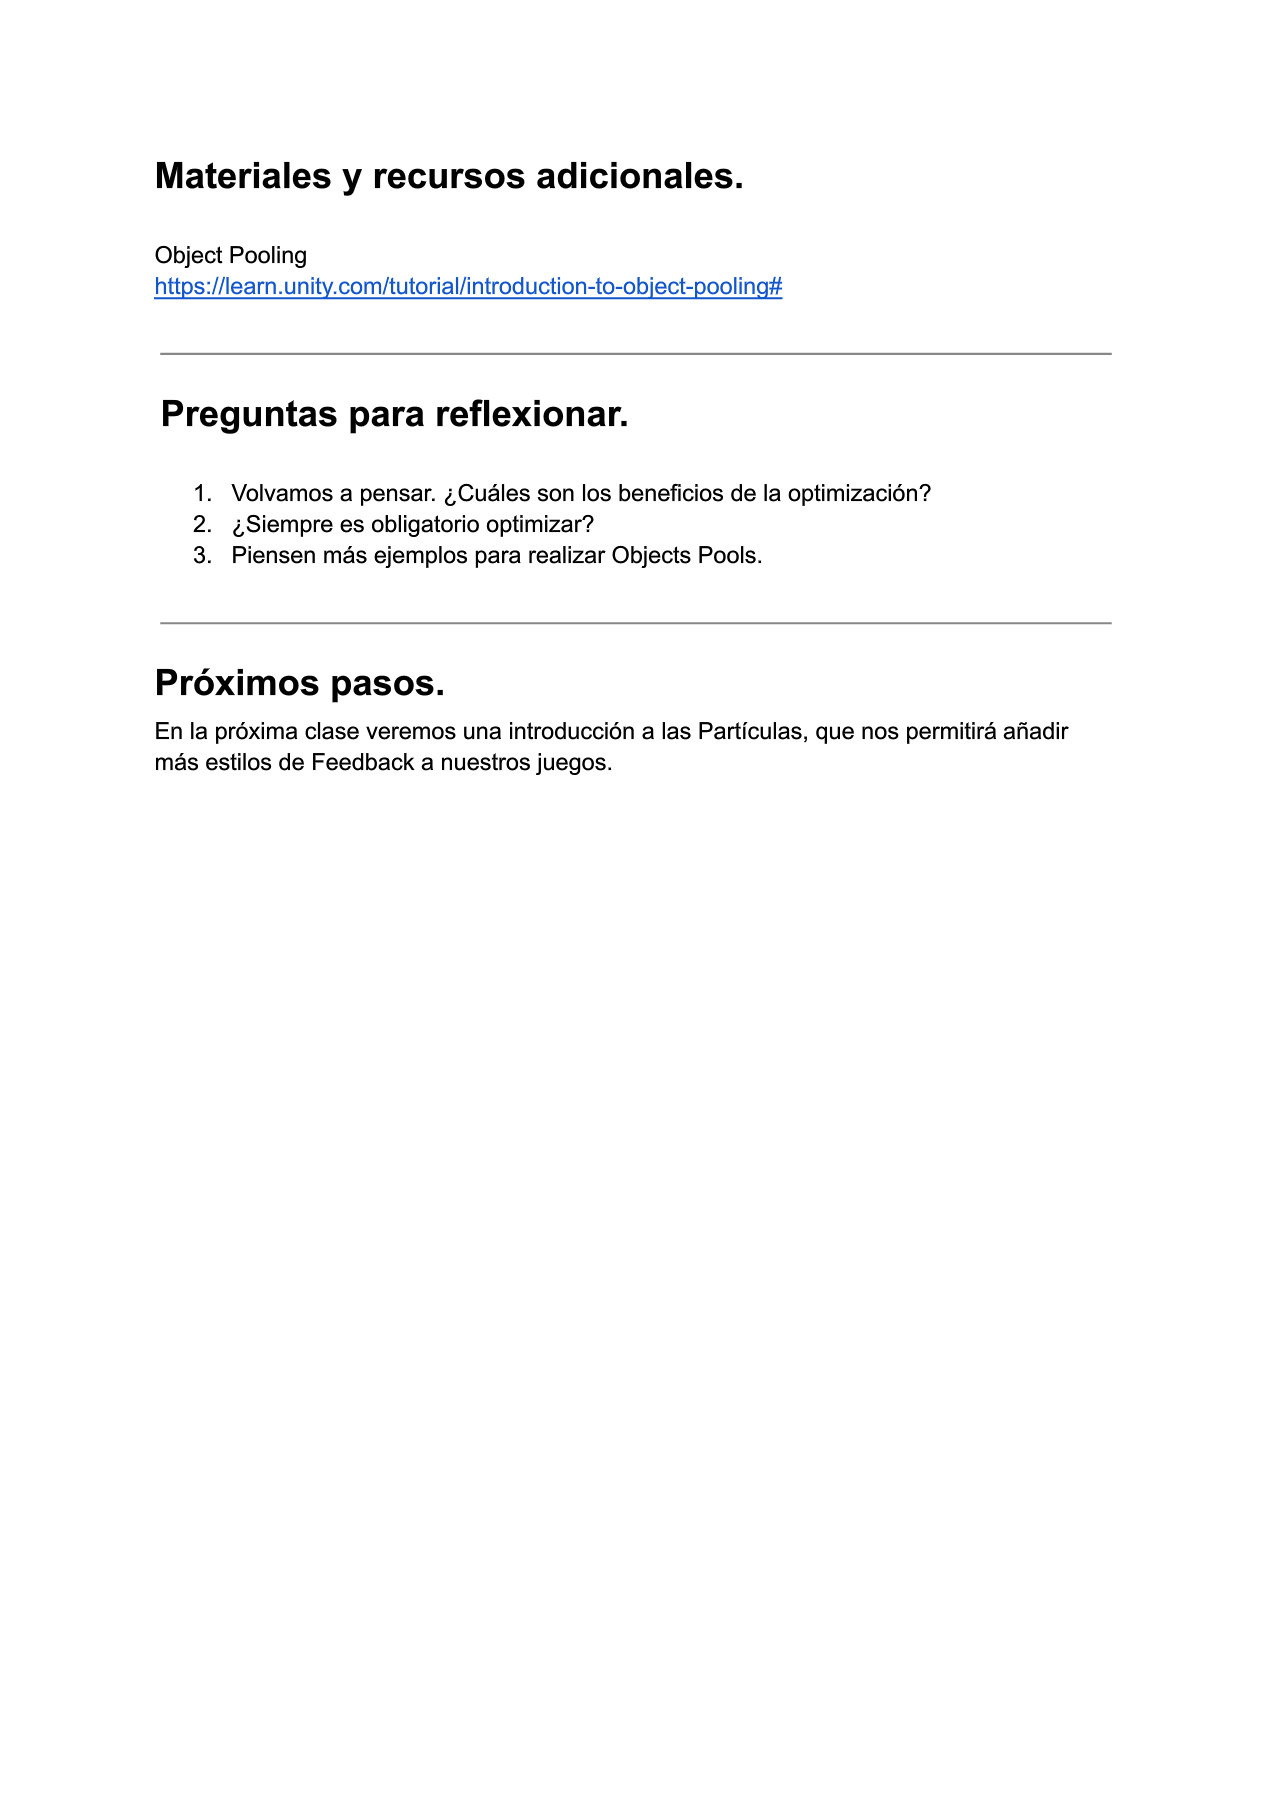 Materiales y recursos adicionales.
Object Pooling
https://learn.unity.com/tutorial/introduction-to-object-pooling#
Preguntas para reflexionar.
1. Volvamos a pensar. ¿Cuáles son los beneficios de la optimización?
2. ¿Siempre es obligatorio optimizar?
3. Piensen más ejemplos para realizar Objects Pools.
Próximos pasos.
En la próxima clase veremos una introducción a las Partículas, que nos permitirá añadir
más estilos de Feedback a nuestros juegos.